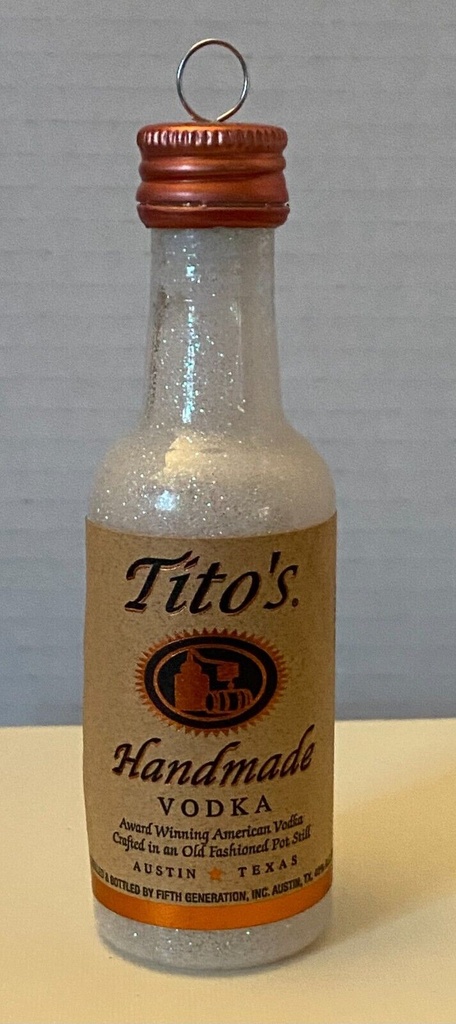 Tito's.
Handmade
VODKA
Award Winning American Vodka
Crafted in an Old Fashioned Pot Still
AUSTIN TEXAS
& BOTTLED BY FIFTH GENERATION, INC. AUSTIN, TX. 40%